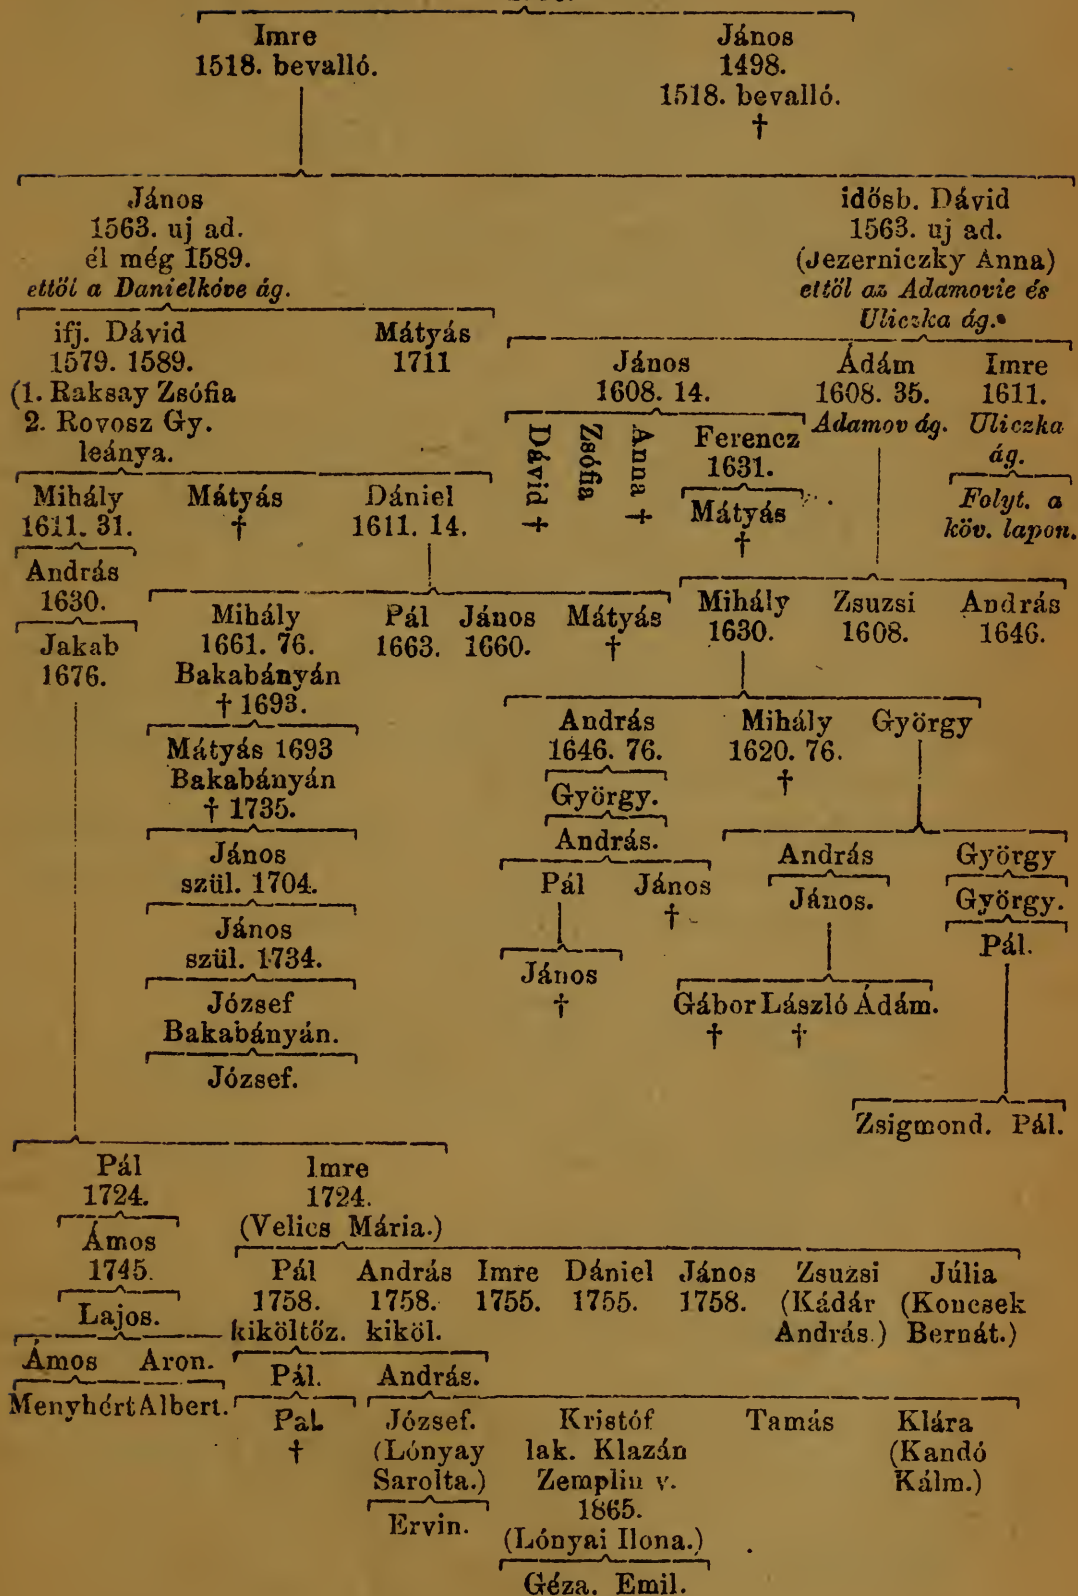 Imre János
1518. bevalló. 1498.
1518. bevalló.
†
János idősb. Dávid
1563. uj ad. 1563. uj ad.
él még 1589. (Jezerniczky Anna)
ettöl a Danielkóve ág. ettöl az Adamovie és
Uliczka ág.
ifj. Dávid Mátyás
1579. 1589. 1711
(1. Raksay Zsófia
2. Rovosz Gy.
leánya.
János Ádám Imre
1608. 14. 1608. 35. 1611.
Adamov ág. Uliczka
ág.
Folyt. a
köv. lapon.
Dávid † Zsófia Anna † Ferencz
1631.
Mátyás
†
Mihály Mátyás Dániel
1611. 31. † 1611. 14.
András
1630.
Jakab
1676.
Mihály Pál János Mátyás
1661. 76. 1663. 1660. †
Bakabányán
† 1693.
Mátyás 1693
Bakabányán
† 1735.
János
szül. 1704.
János
szül. 1734.
József
Bakabányán.
József.
Mihály Zsuzsi András
1630. 1608. 1646.
András Mihály György
1646. 76. 1620. 76.
†
György.
András.
Pál János
†
János
†
András György
János. György.
Pál.
Gábor László Ádám.
† †
Zsigmond. Pál.
Pál Imre
1724. 1724.
(Velics Mária.)
Ámos
1745.
Lajos.
Ámos Aron.
Menyhért Albert.
Pál András Imre Dániel János Zsuzsi Júlia
1758. 1758. 1755. 1755. 1758. (Kádár (Koncsek
kiköltöz. kiköl. András.) Bernát.)
Pál. András.
Pal.
†
József. Kristóf Tamás Klára
(Lónyay lak. Klazán (Kandó
Sarolta.) Zemplin v. Kálm.)
Ervin. 1865.
(Lónyai Ilona.)
Géza. Emil.